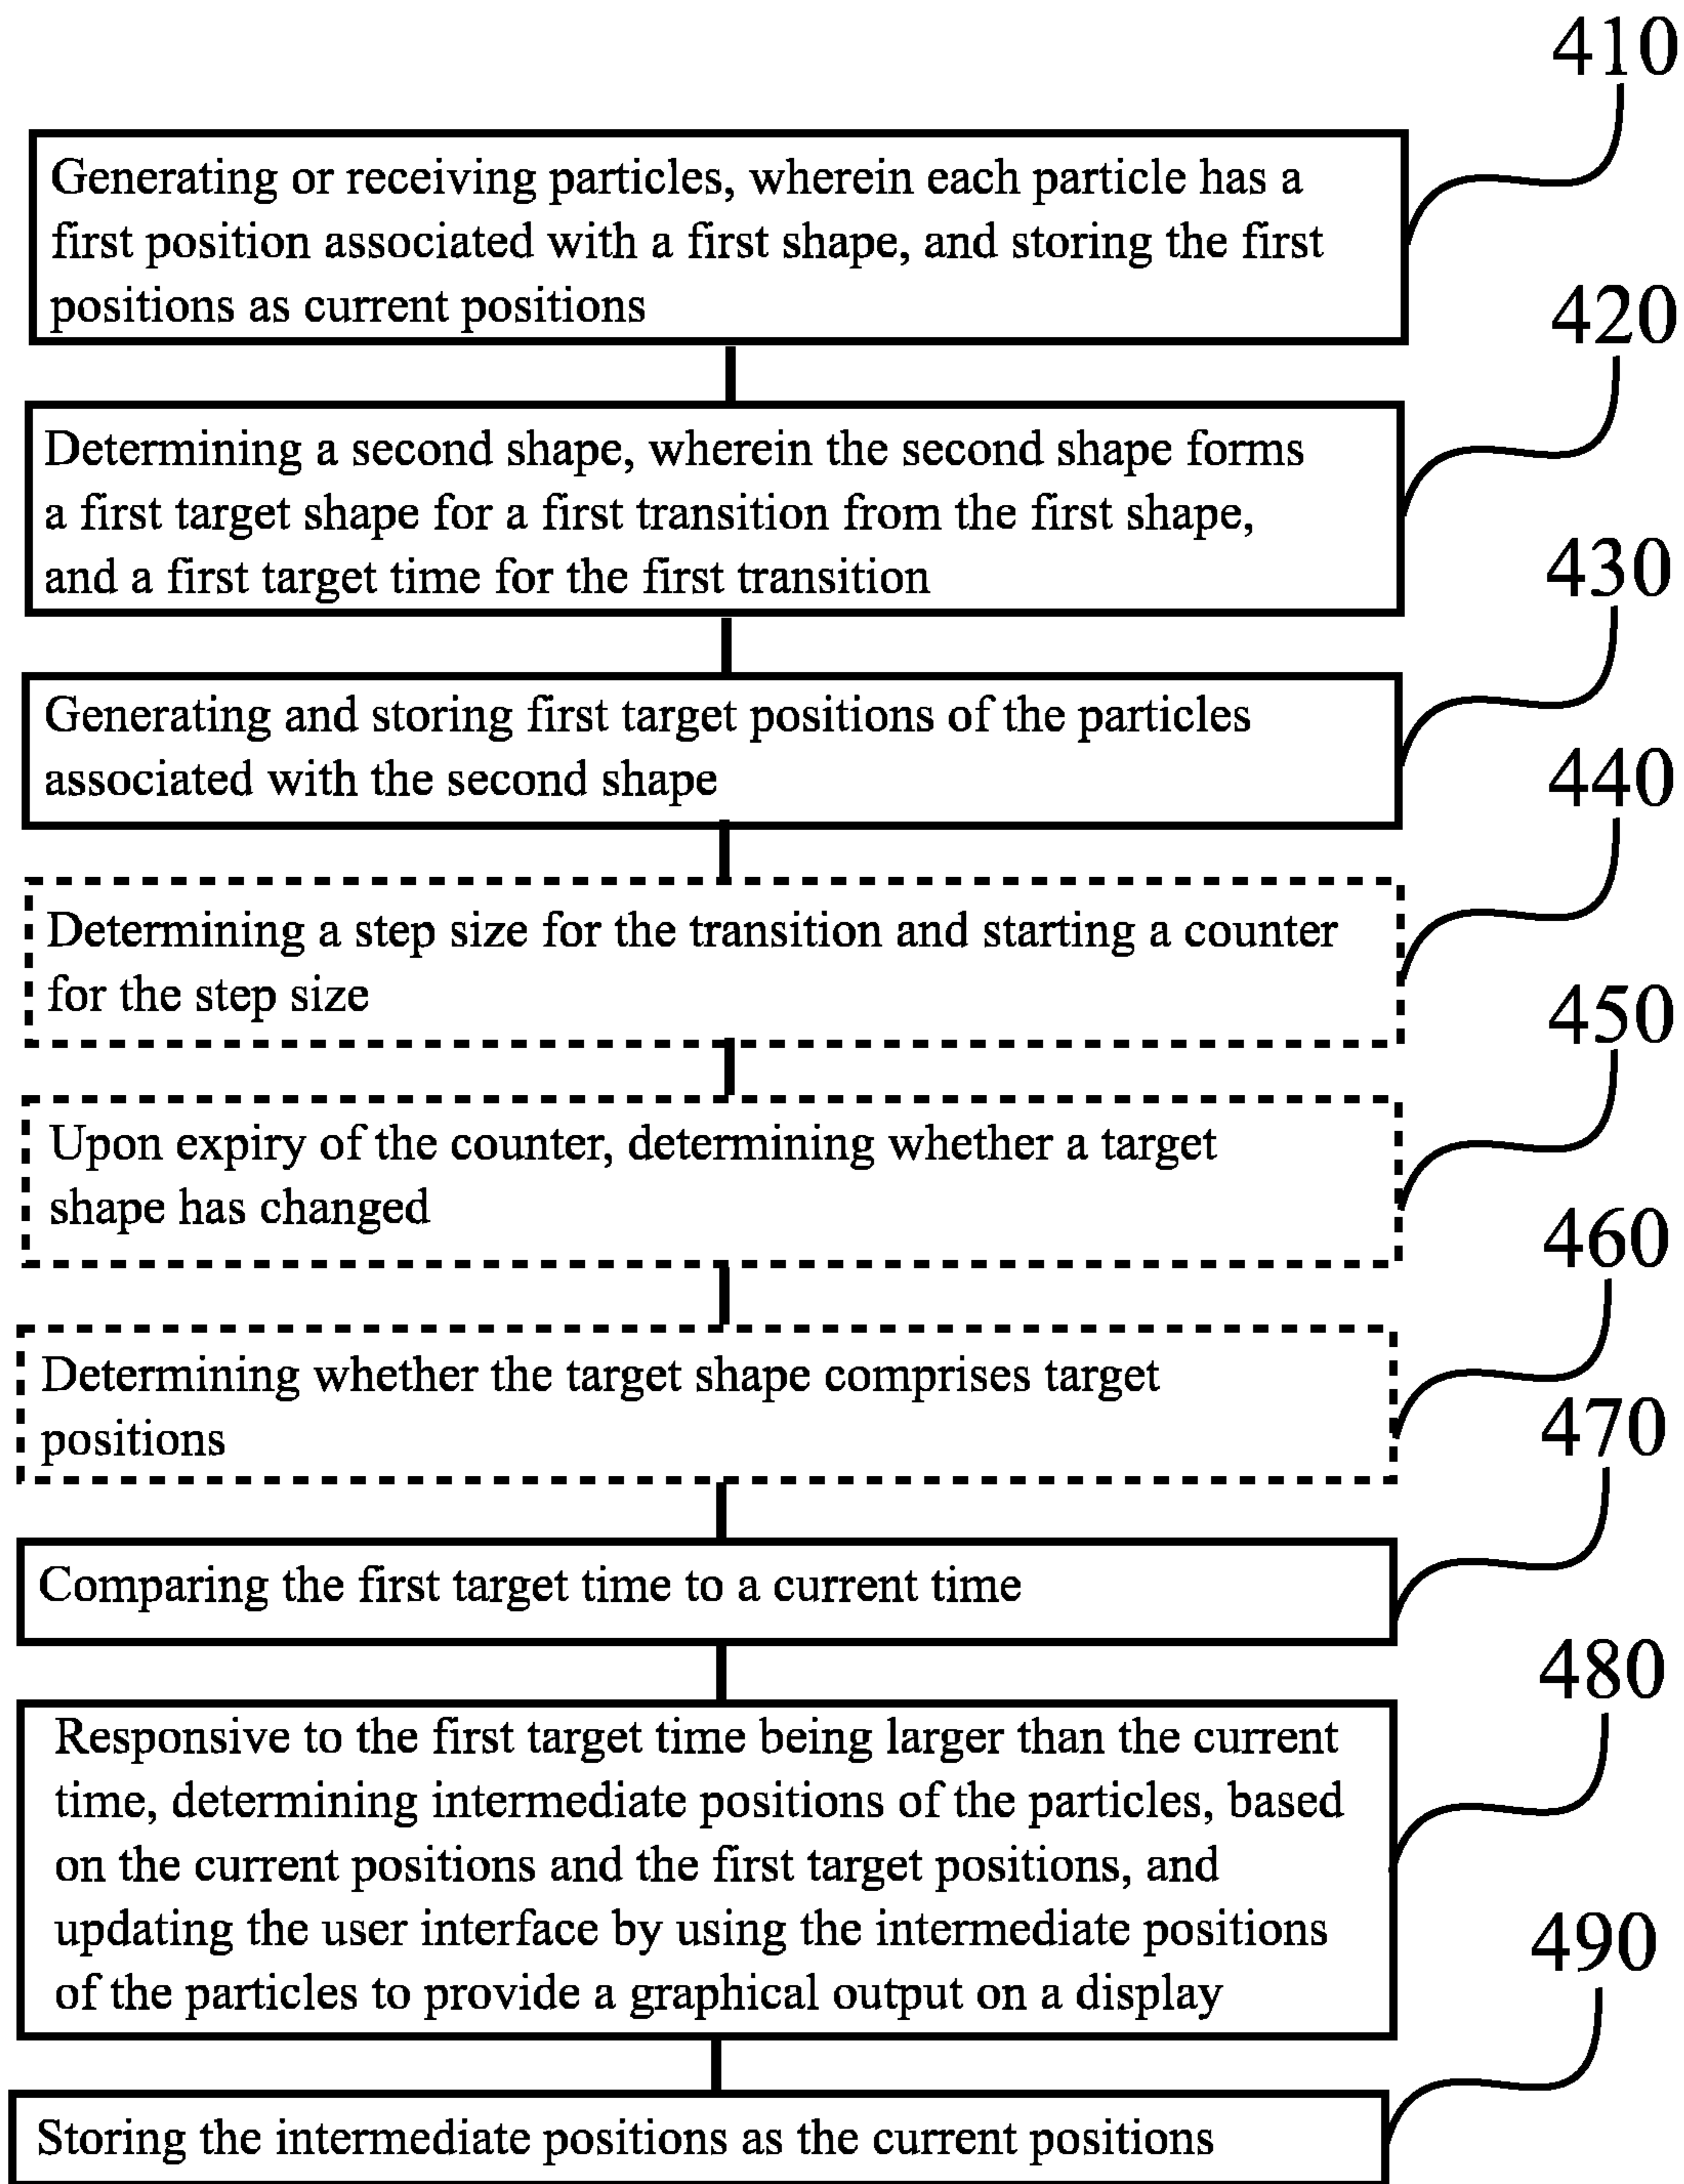 410
Generating or receiving particles, wherein each particle has a
first position associated with a first shape, and storing the first
positions as current positions
420
Determining a second shape, wherein the second shape forms
a first target shape for a first transition from the first shape,
and a first target time for the first transition
430
Generating and storing first target positions of the particles
associated with the second shape
440
Determining a step size for the transition and starting a counter
for the step size
450
Upon expiry of the counter, determining whether a target
shape has changed
460
Determining whether the target shape comprises target
positions
470
Comparing the first target time to a current time
480
Responsive to the first target time being larger than the current
time, determining intermediate positions of the particles, based
on the current positions and the first target positions, and
updating the user interface by using the intermediate positions
of the particles to provide a graphical output on a display
490
Storing the intermediate positions as the current positions